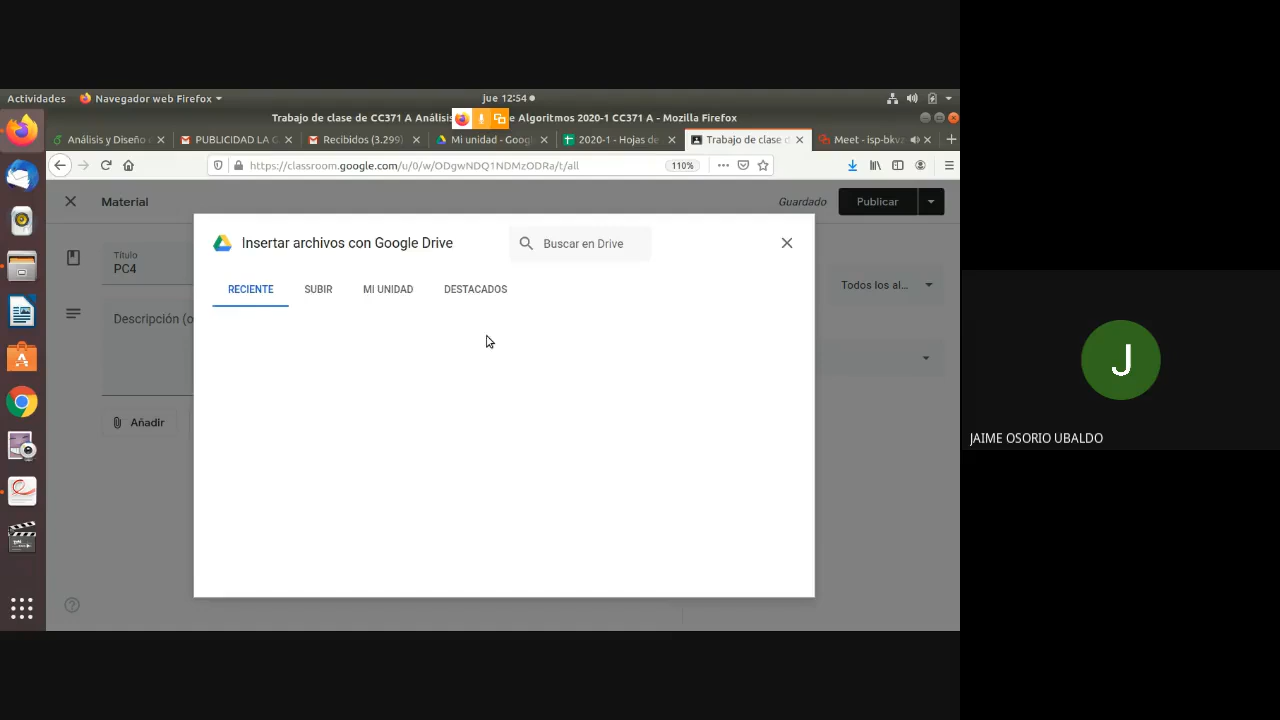 Actividades
Navegador web Firefox
jue 12:54
Trabajo de clase de CC371 A Análisis
e Algoritmos 2020-1 CC371 A - Mozilla Firefox
Análisis y Diseño
PUBLICIDAD LA G
Recibidos (3.299)
Mi unidad - Googl
2020-1 - Hojas de
Trabajo de clase d
Meet - isp-bkvz
https://classroom.google.com/u/0/w/ODgwNDQ1NDMzODRa/t/all
110%
Material
Guardado
Publicar
Insertar archivos con Google Drive
Buscar en Drive
RECIENTE
SUBIR
MI UNIDAD
DESTACADOS
Título
PC4
Descripción (o
Añadir
Todos los al...
J
JAIME OSORIO UBALDO